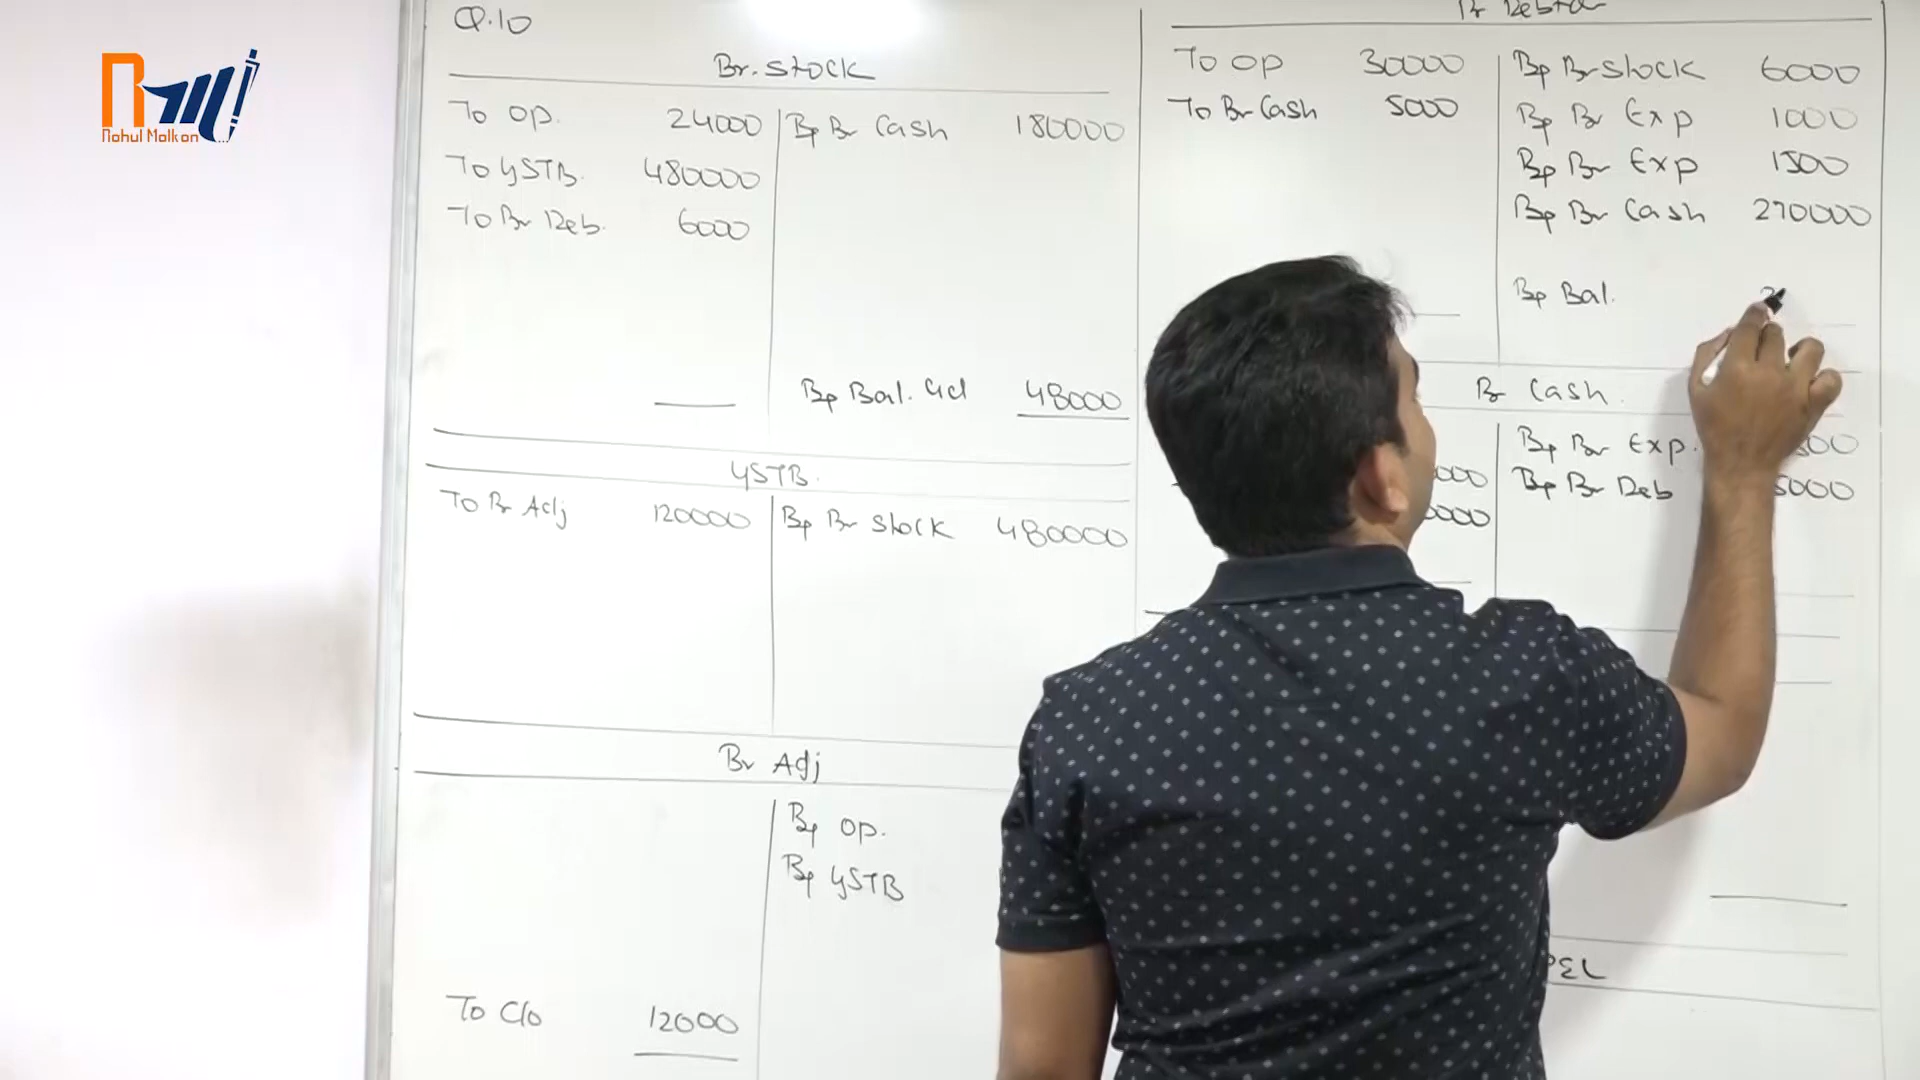 Rahul Malkan
Q.10
Br. Stock
To OP. 24000 By Br Cash 180000
To GSTB. 480000
To Br Deb. 6000
By Bal. c/d 48000
GSTB.
To Br Adj 120000 By Br Stock 480000
Br Adj
By OP.
By GSTB
To C/o 12000
Br Debtor
To OP 30000 By Br Stock 6000
To Br Cash 5000 By Br Exp 1000
By Br Exp 1500
By Br Cash 270000
By Bal.
Br Cash.
By Br Exp.
By Br Deb 5000